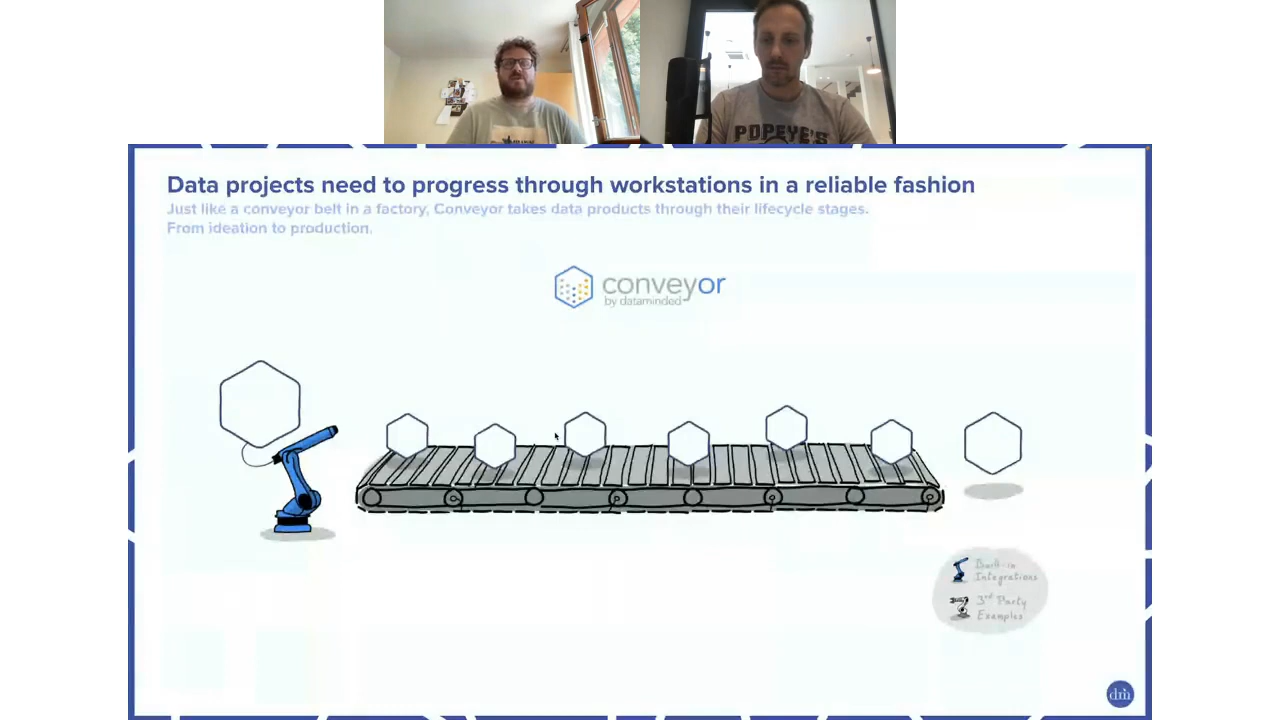 POPEYE'S
Data projects need to progress through workstations in a reliable fashion
Just like a conveyor belt in a factory, Conveyor takes data products through their lifecycle stages.
From ideation to production.
conveyor
by dataminded
Built-in
Integrations
3rd Party
Examples
dm